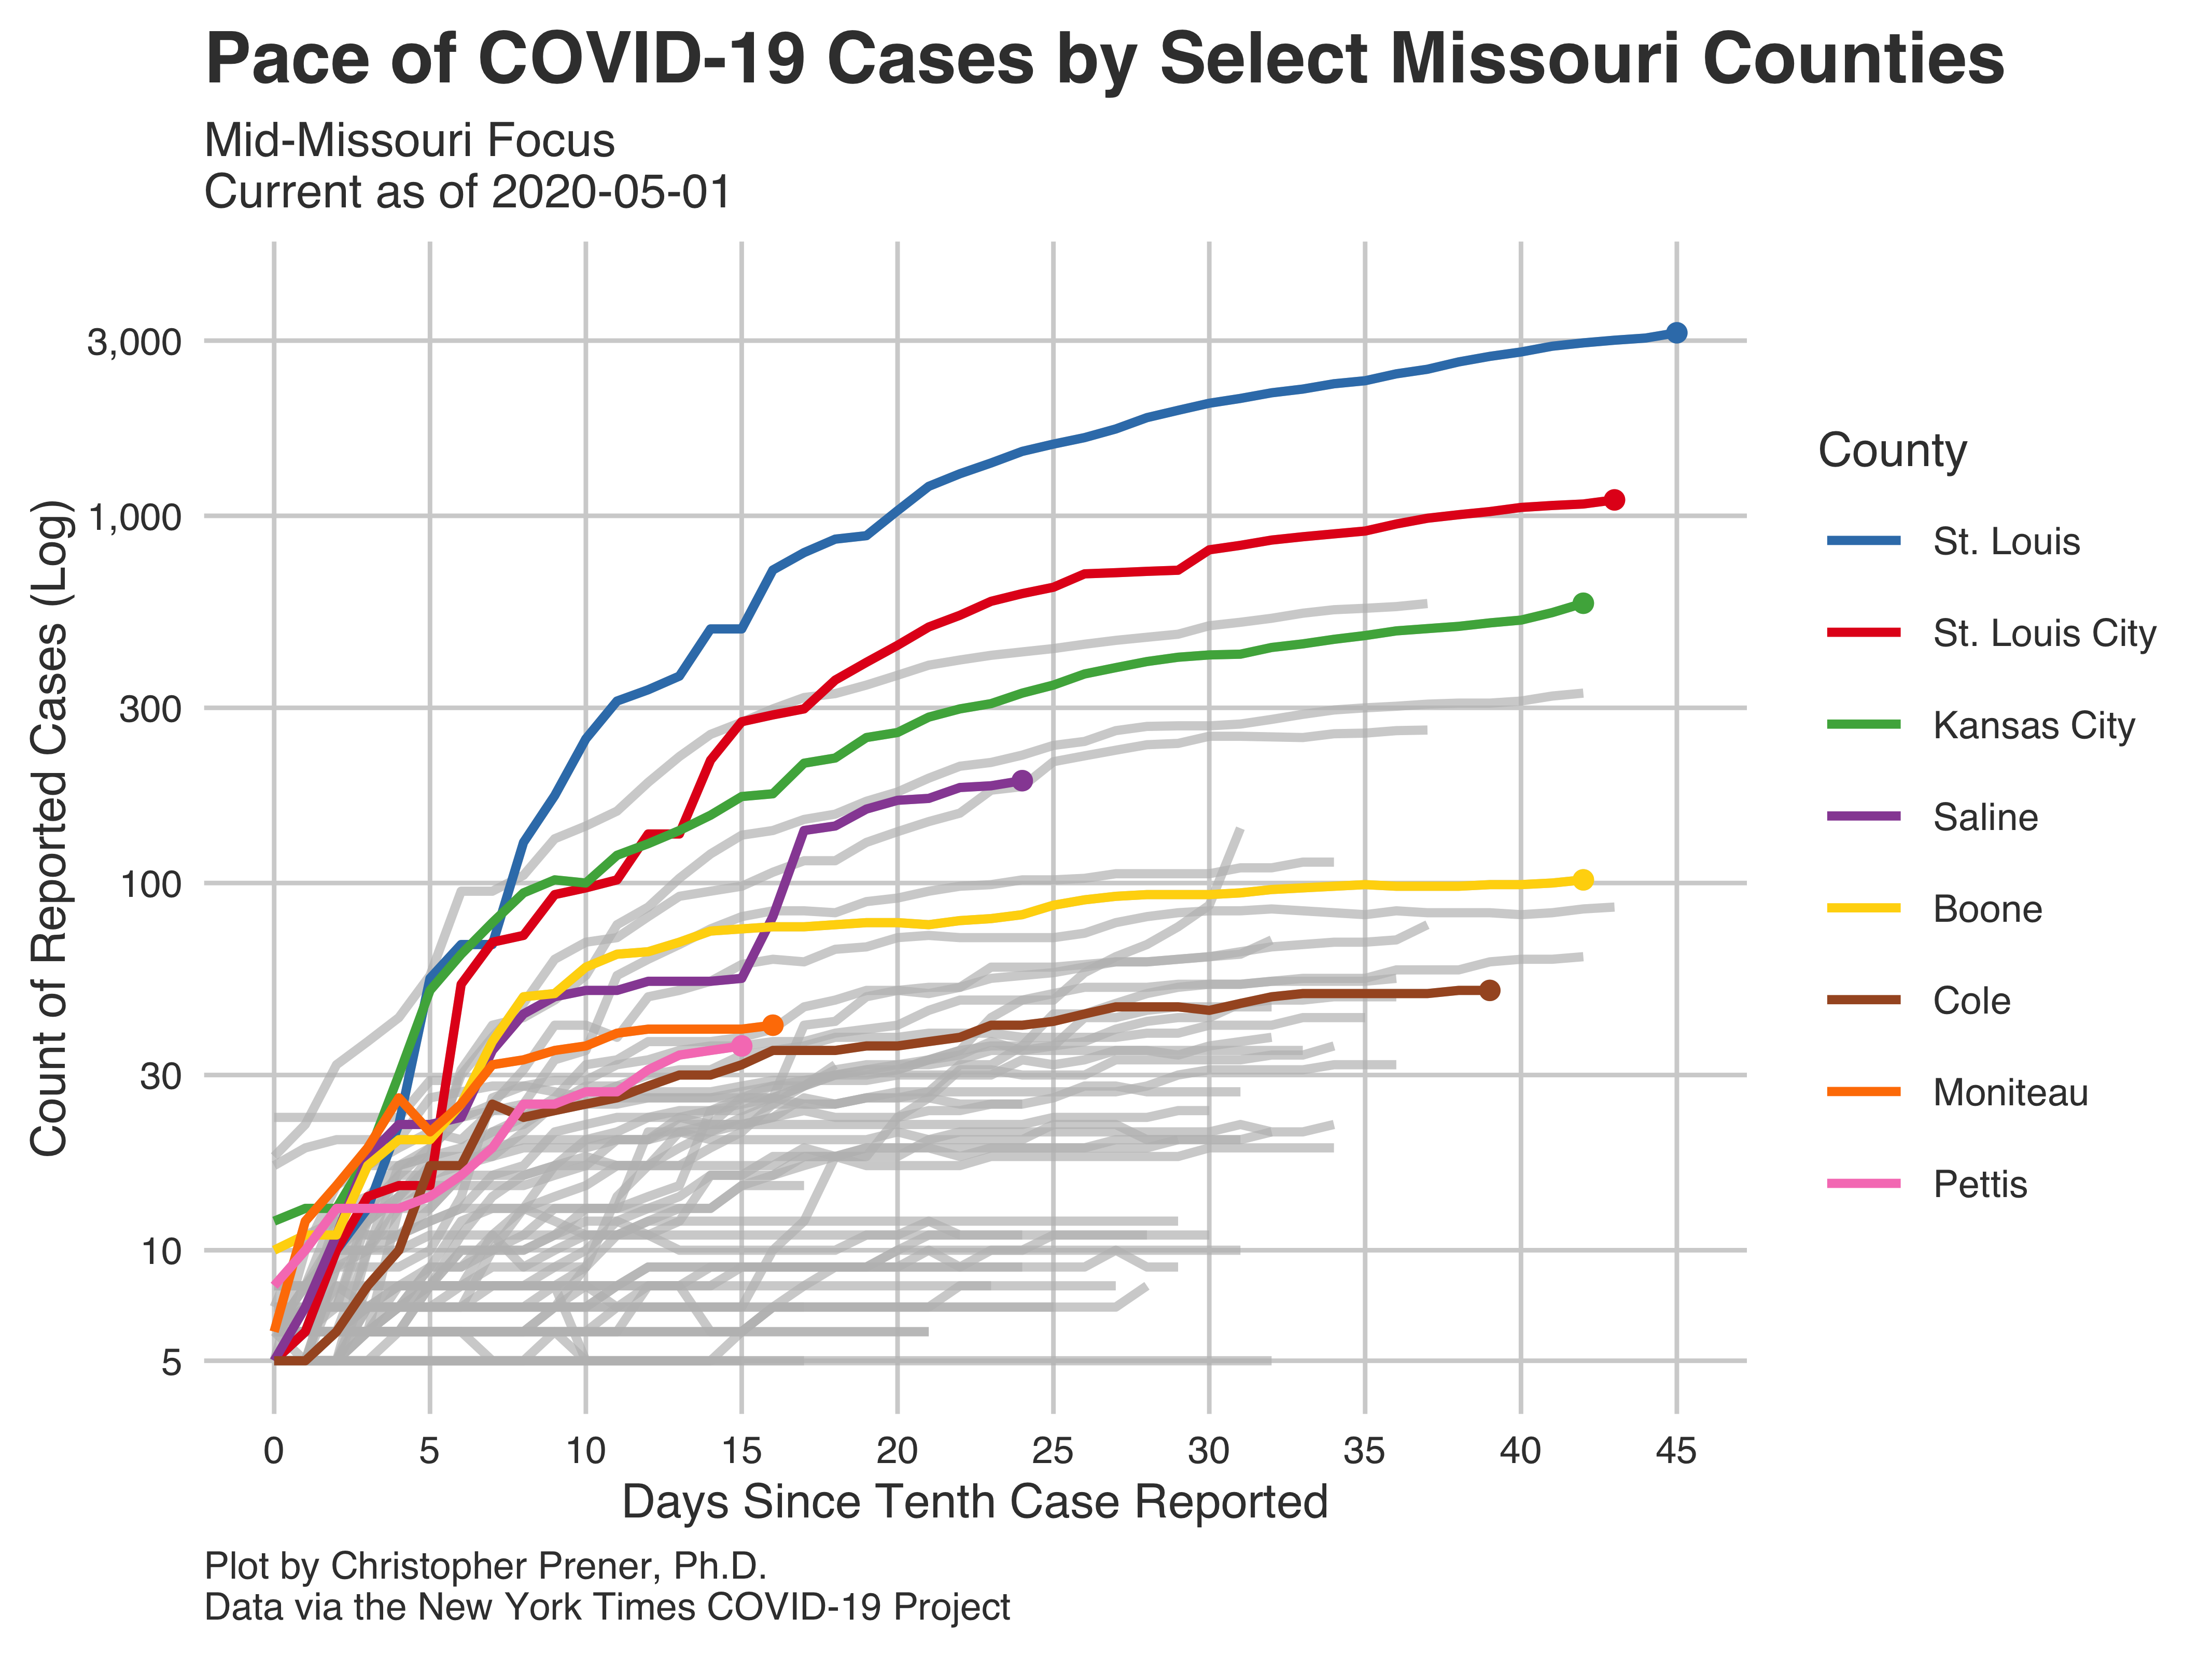 Pace of COVID-19 Cases by Select Missouri Counties
Mid-Missouri Focus
Current as of 2020-05-01
Count of Reported Cases (Log)
3,000
1,000
300
100
30
10
5
0 5 10 15 20 25 30 35 40 45
Days Since Tenth Case Reported
County
St. Louis
St. Louis City
Kansas City
Saline
Boone
Cole
Moniteau
Pettis
Plot by Christopher Prener, Ph.D.
Data via the New York Times COVID-19 Project